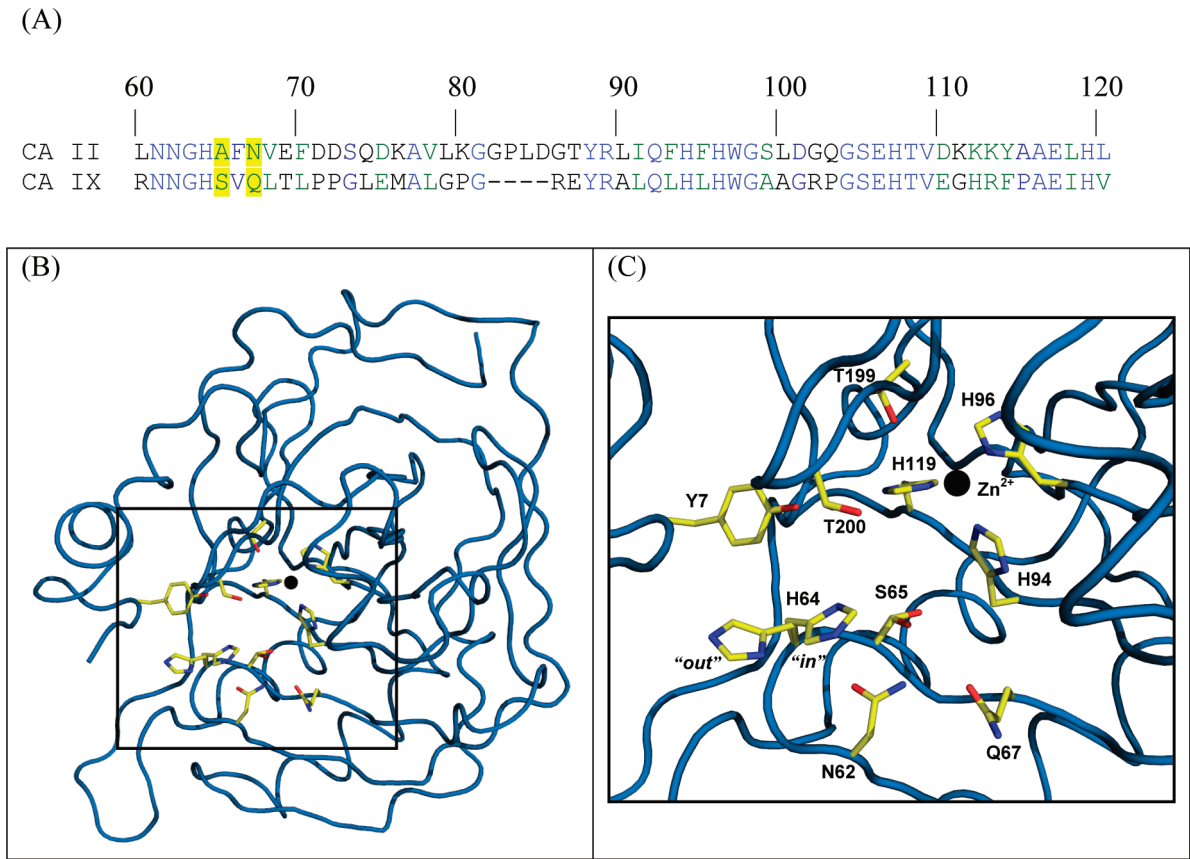 (A)
60 70 80 90 100 110 120
CA II LNNGHAFNVEFDDSQDKAVLKGGPLDGTYRLIQFHFHWGSLDGQGSEHTVDKKKYAAELHL
CA IX RNNGHSVQLTLPPGLEMALGPG----REYRALQLHLHWGAAGRPGSEHTVEGHRFPAEIHV
(B)
(C)
T199
H96
H119
Zn2+
Y7
T200
H94
H64
S65
"out"
"in"
Q67
N62